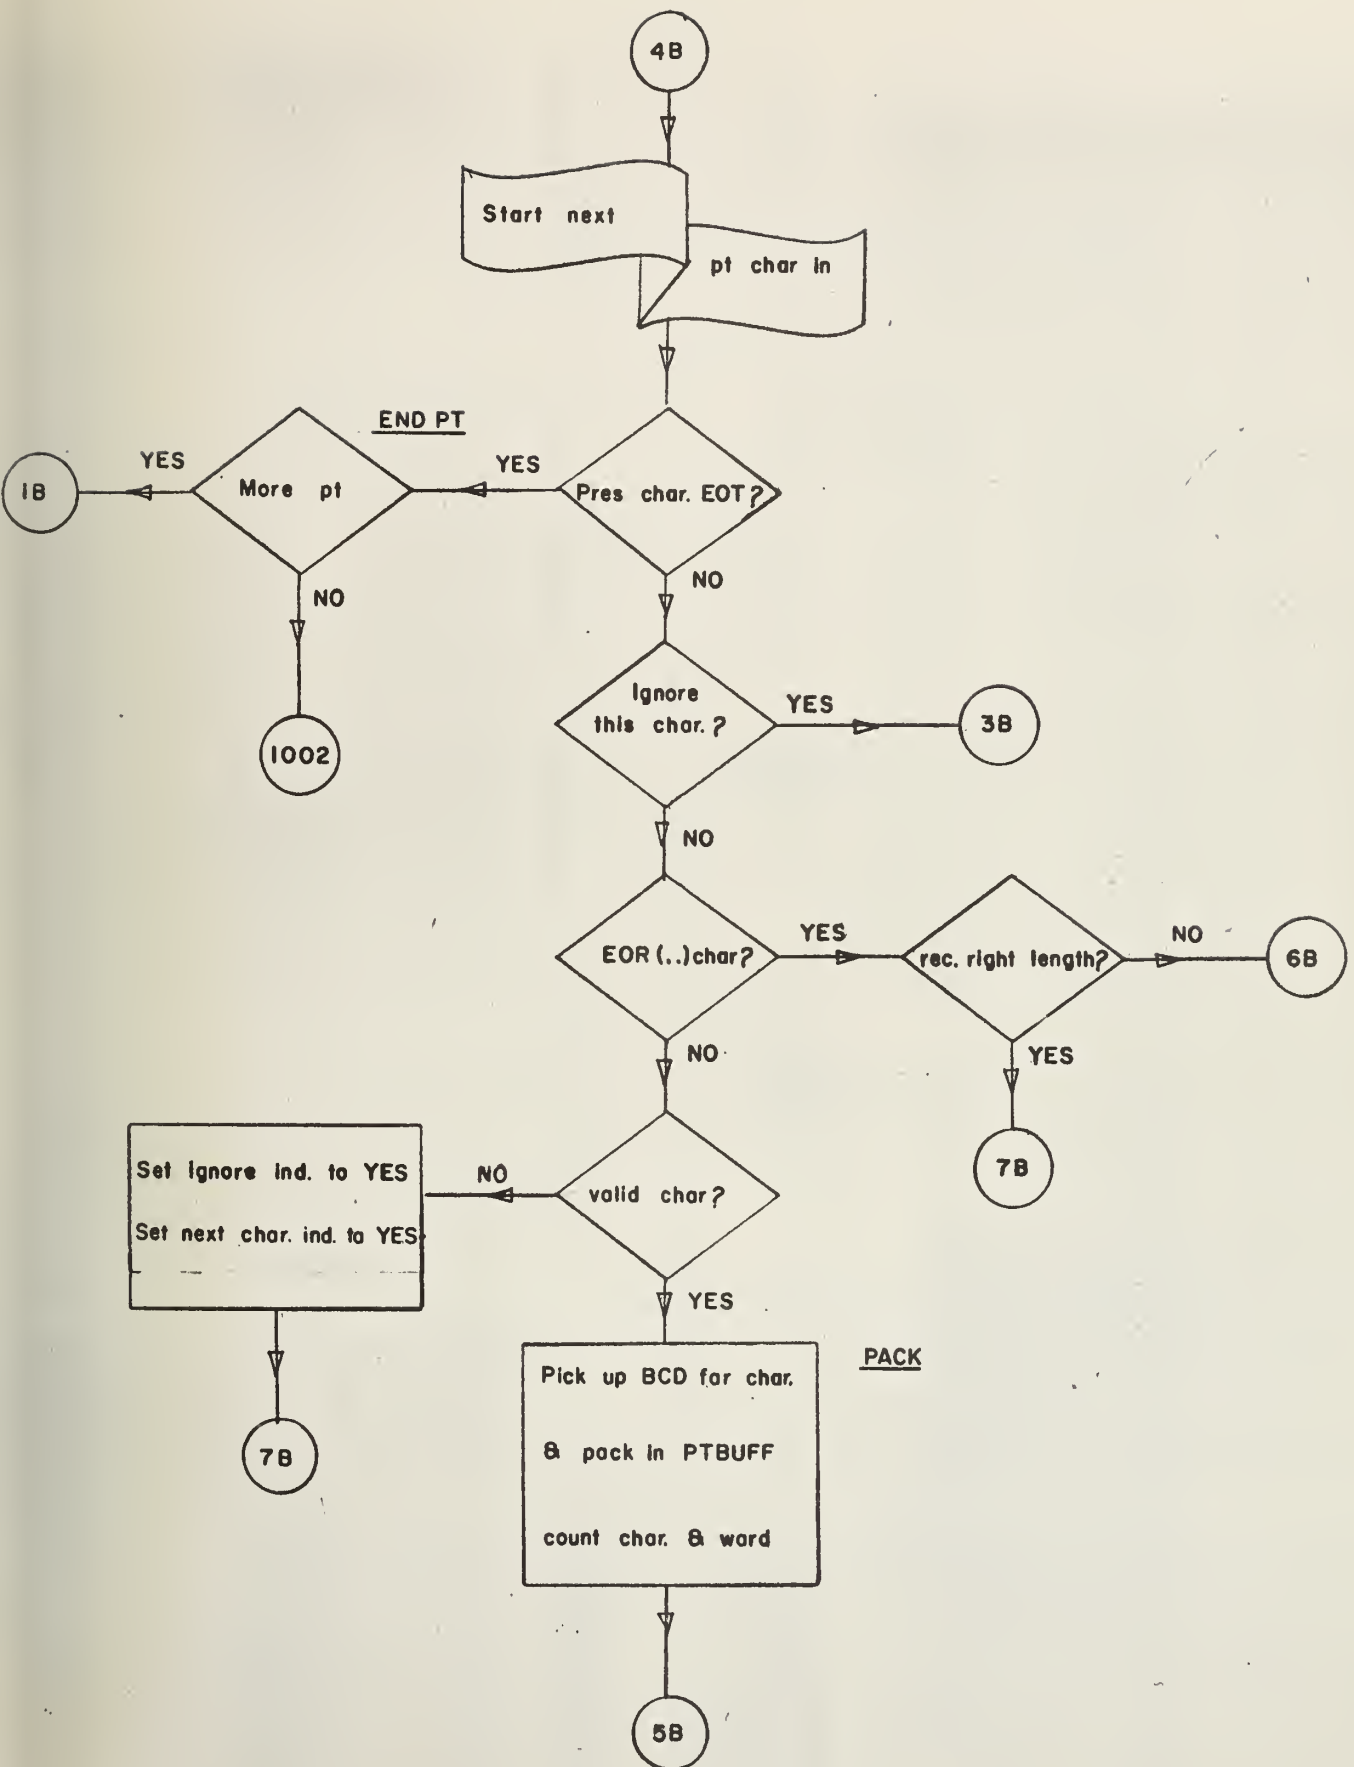 4B
Start next
pt char in
END PT
YES
YES
1B
More pt
Pres char. EOT?
NO
NO
Ignore
this char.?
YES
3B
1002
NO
EOR (..) char?
YES
rec. right length?
NO
6B
NO
YES
7B
Set ignore ind. to YES
Set next char. ind. to YES
NO
valid char?
YES
PACK
Pick up BCD for char.
& pack in PTBUFF
count char. & word
7B
5B